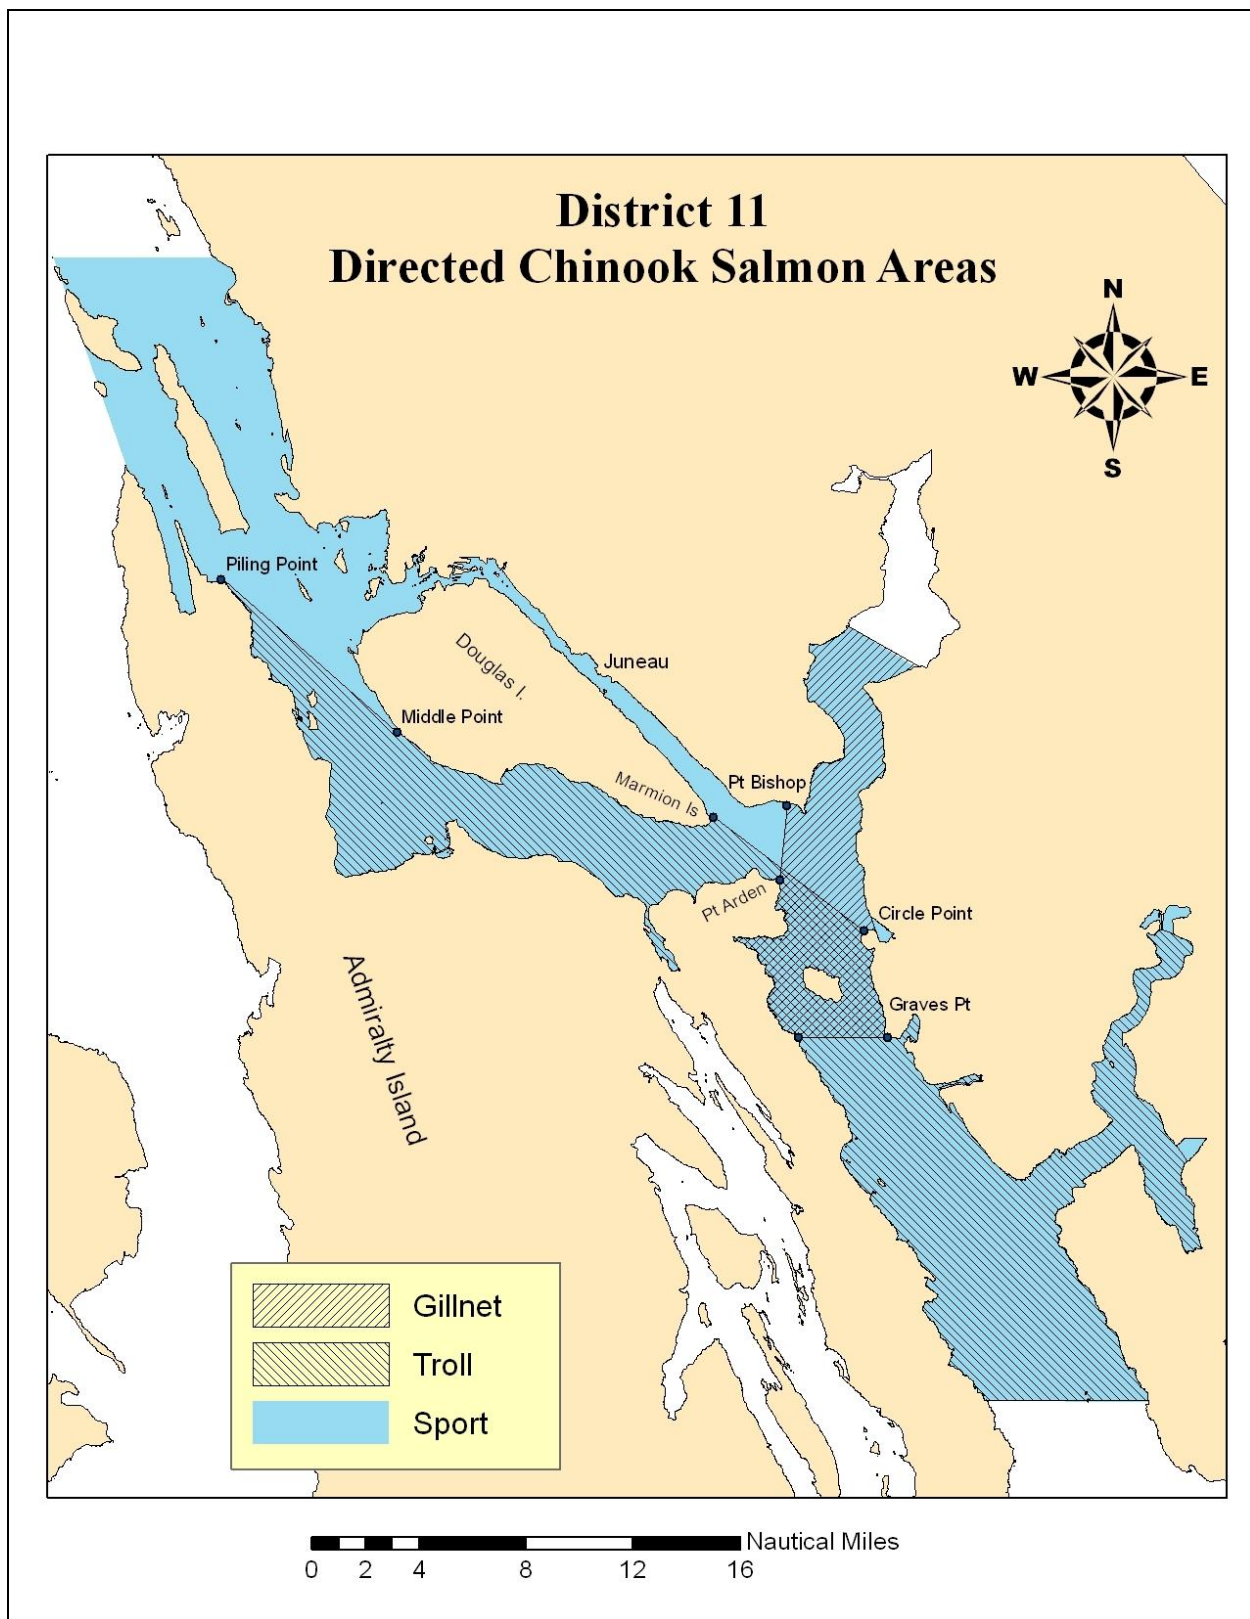 District 11
Directed Chinook Salmon Areas
N
W
E
S
Piling Point
Douglas I.
Juneau
Middle Point
Marmion Is
Pt Bishop
Pt Arden
Circle Point
Graves Pt
Admiralty Island
Gillnet
Troll
Sport
Nautical Miles
0 2 4 8 12 16